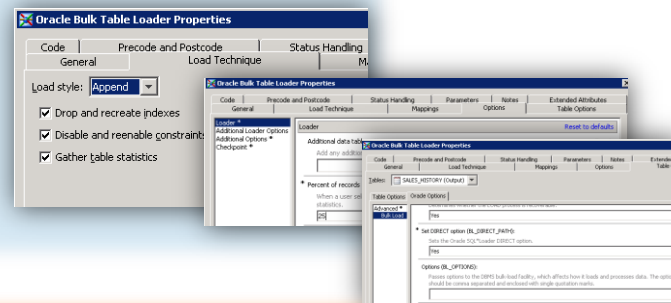 Oracle Bulk Table Loader Properties
Code Precode and Postcode Status Handling
General Load Technique
Load style: Append
Drop and recreate indexes
Disable and reenable constraints
Gather table statistics
Oracle Bulk Table Loader Properties
Code Precode and Postcode Status Handling Parameters Notes Extended Attributes
General Load Technique Mappings Options Table Options
Loader *
Additional Loader Options
Additional Options *
Checkpoint *
Loader Reset to defaults
Additional data tabl
Add any addition
* Percent of records
When a user sel
statistics.
25
Oracle Bulk Table Loader Properties
Code Precode and Postcode Status Handling Parameters Notes Extende
General Load Technique Mappings Options Table
Tables: SALES_HISTORY (Output)
Table Options Oracle Options
Advanced *
Bulk Load
Yes
* Set DIRECT option (BL_DIRECT_PATH):
Sets the Oracle SQL*Loader DIRECT option.
Yes
Options (BL_OPTIONS):
Passes options to the DBMS bulk-load facility, which affects how it loads and processes data. The optio
should be comma separated and enclosed with single quotation marks.